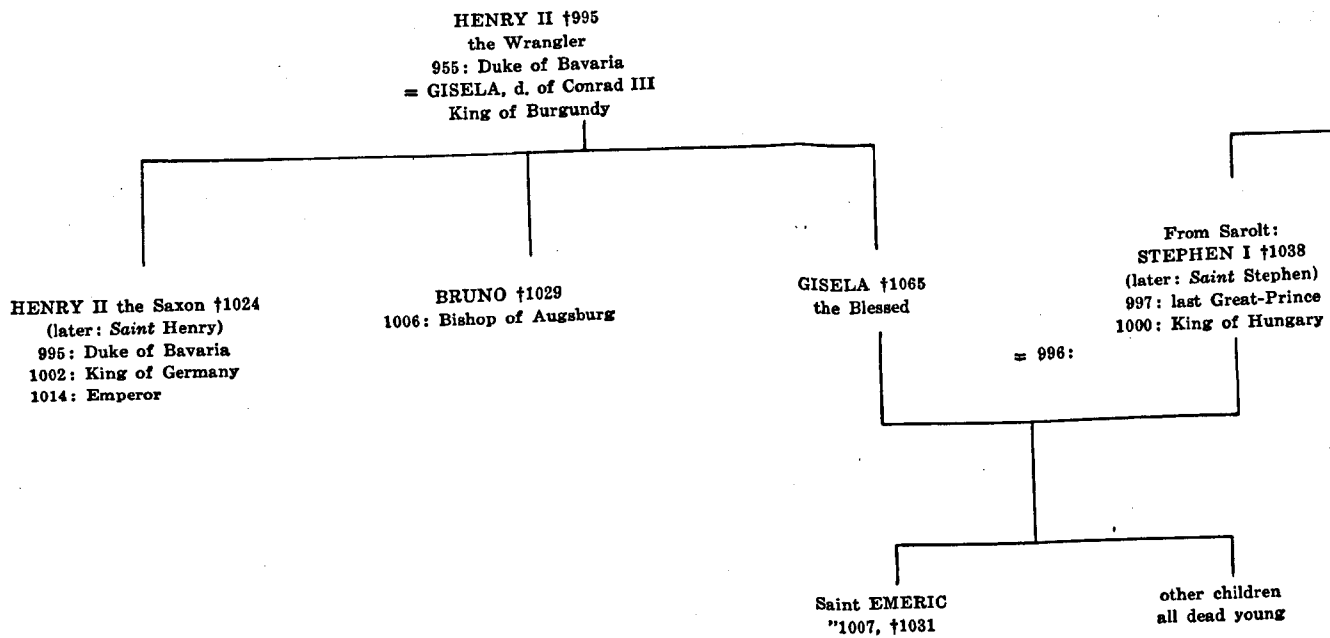 HENRY II †995
the Wrangler
955: Duke of Bavaria
= GISELA, d. of Conrad III
King of Burgundy
HENRY II the Saxon †1024
(later: Saint Henry)
995: Duke of Bavaria
1002: King of Germany
1014: Emperor
BRUNO †1029
1006: Bishop of Augsburg
GISELA †1065
the Blessed
= 996:
From Sarolt:
STEPHEN I †1038
(later: Saint Stephen)
997: last Great-Prince
1000: King of Hungary
Saint EMERIC
"1007, †1031
other children
all dead young